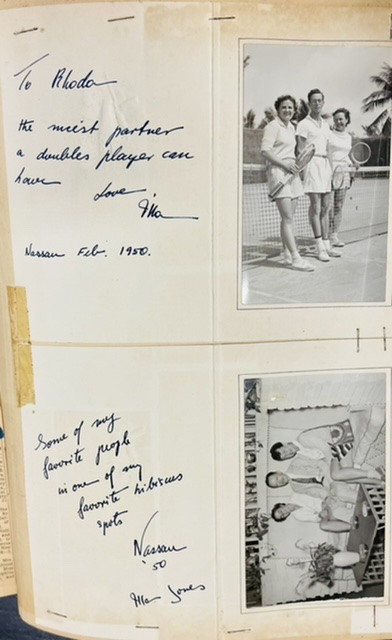 To Rhoda
the nicest partner
a doubles player can
have
Love
Nassau Feb. 1950.
Some of my
favorite people
in one of my
favorite hibiscus
spots
Nassau
'50
Jones